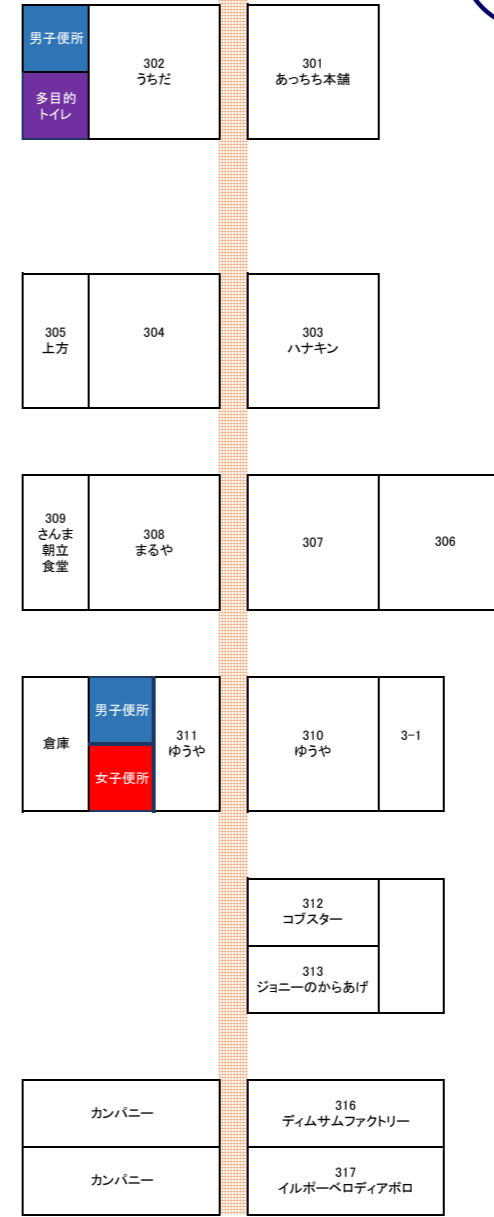 男子便所
多目的
トイレ
302
うちだ
301
あっちち本舗
305
上方
304
303
ハナキン
309
さんま
朝立
食堂
308
まるや
307
306
倉庫
男子便所
女子便所
311
ゆうや
310
ゆうや
3-1
312
コブスター
313
ジョニーのからあげ
カンパニー
316
ディムサムファクトリー
カンパニー
317
イルポーベロディアボロ